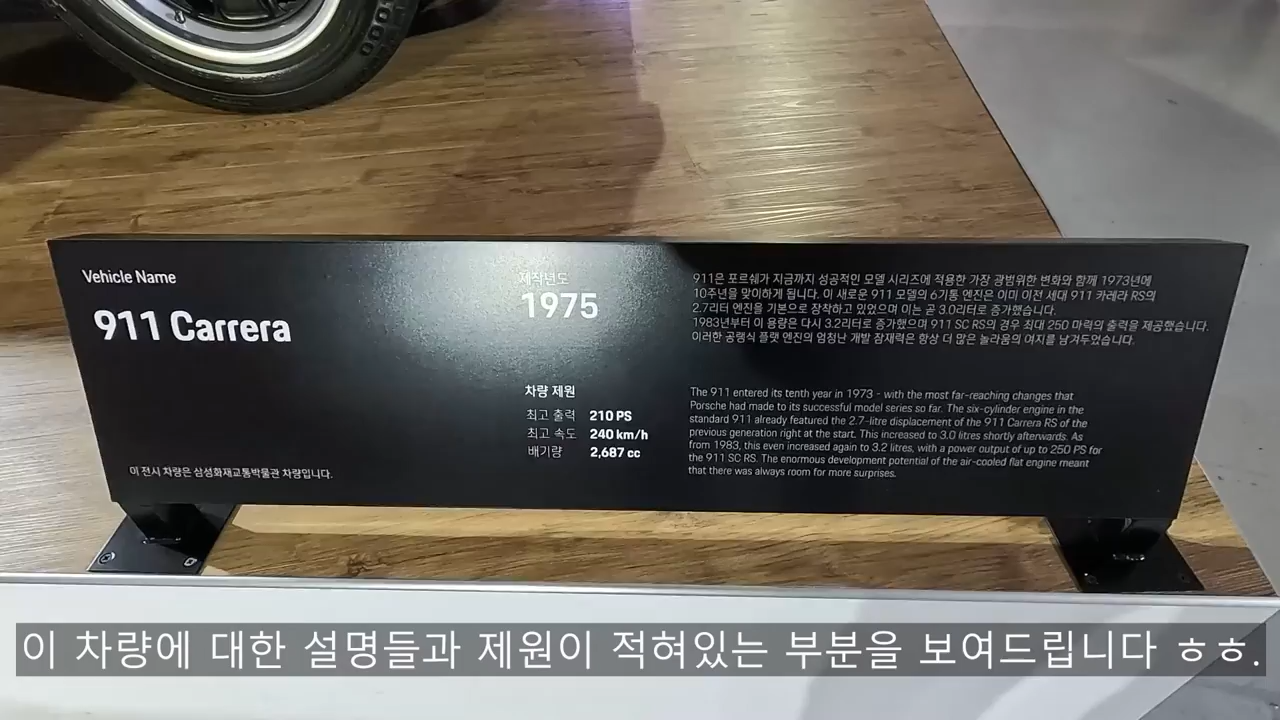 000
Vehicle Name
911 Carrera
이 전시 차량은 삼성화재교통박물관 차량입니다.
제작년도
1975
차량 제원
최고 출력 210 PS
최고 속도 240 km/h
배기량 2,687 cc
911은 포르쉐가 지금까지 성공적인 모델 시리즈에 적용한 가장 광범위한 변화와 함께 1973년에
10주년을 맞이하게 됩니다. 이 새로운 911 모델의 6기통 엔진은 이미 이전 세대 911 카레라 RS의
2.7리터 엔진을 기본으로 장착하고 있었으며 이는 곧 3.0리터로 증가했습니다.
1983년부터 이 용량은 다시 3.2리터로 증가했으며 911 SC RS의 경우 최대 250 마력의 출력을 제공했습니다.
이러한 공랭식 플랫 엔진의 엄청난 개발 잠재력은 항상 더 많은 놀라움의 여지를 남겨두었습니다.
The 911 entered its tenth year in 1973 - with the most far-reaching changes that
Porsche had made to its successful model series so far. The six-cylinder engine in the
standard 911 already featured the 2.7-litre displacement of the 911 Carrera RS of the
previous generation right at the start. This increased to 3.0 litres shortly afterwards. As
from 1983, this even increased again to 3.2 litres, with a power output of up to 250 PS for
the 911 SC RS. The enormous development potential of the air-cooled flat engine meant
that there was always room for more surprises.
이 차량에 대한 설명들과 제원이 적혀있는 부분을 보여드립니다 ㅎㅎ.